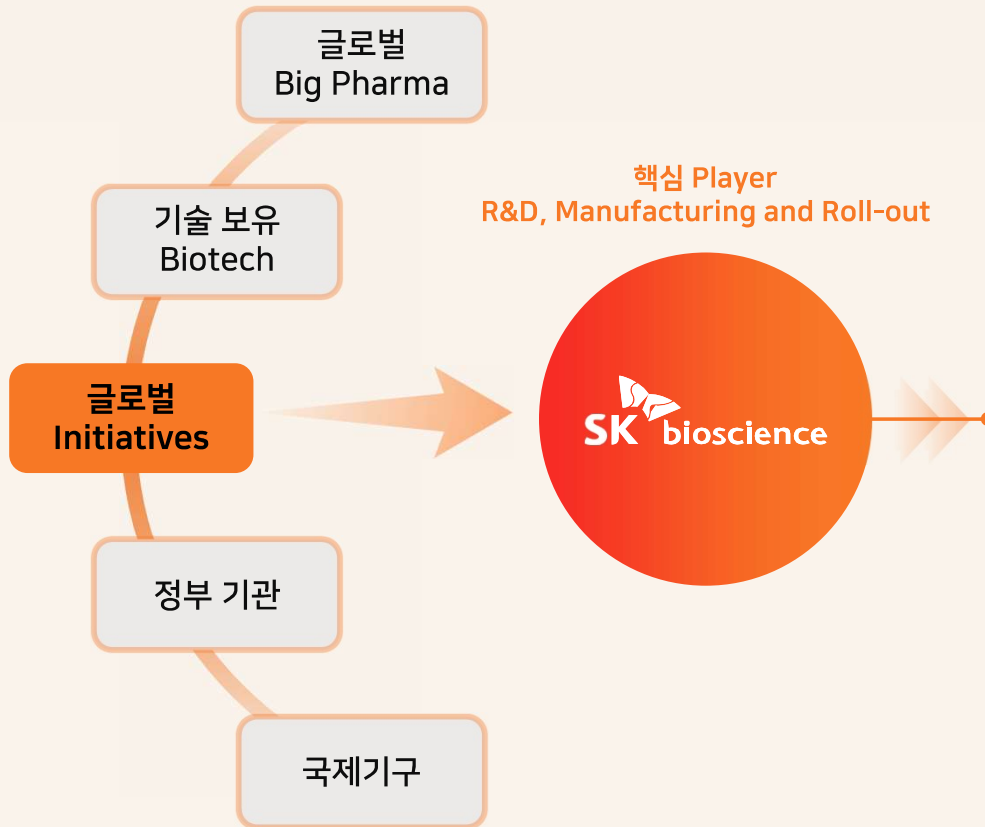 글로벌
Big Pharma
기술 보유
Biotech
글로벌
Initiatives
정부 기관
국제기구
핵심 Player
R&D, Manufacturing and Roll-out
SK bioscience